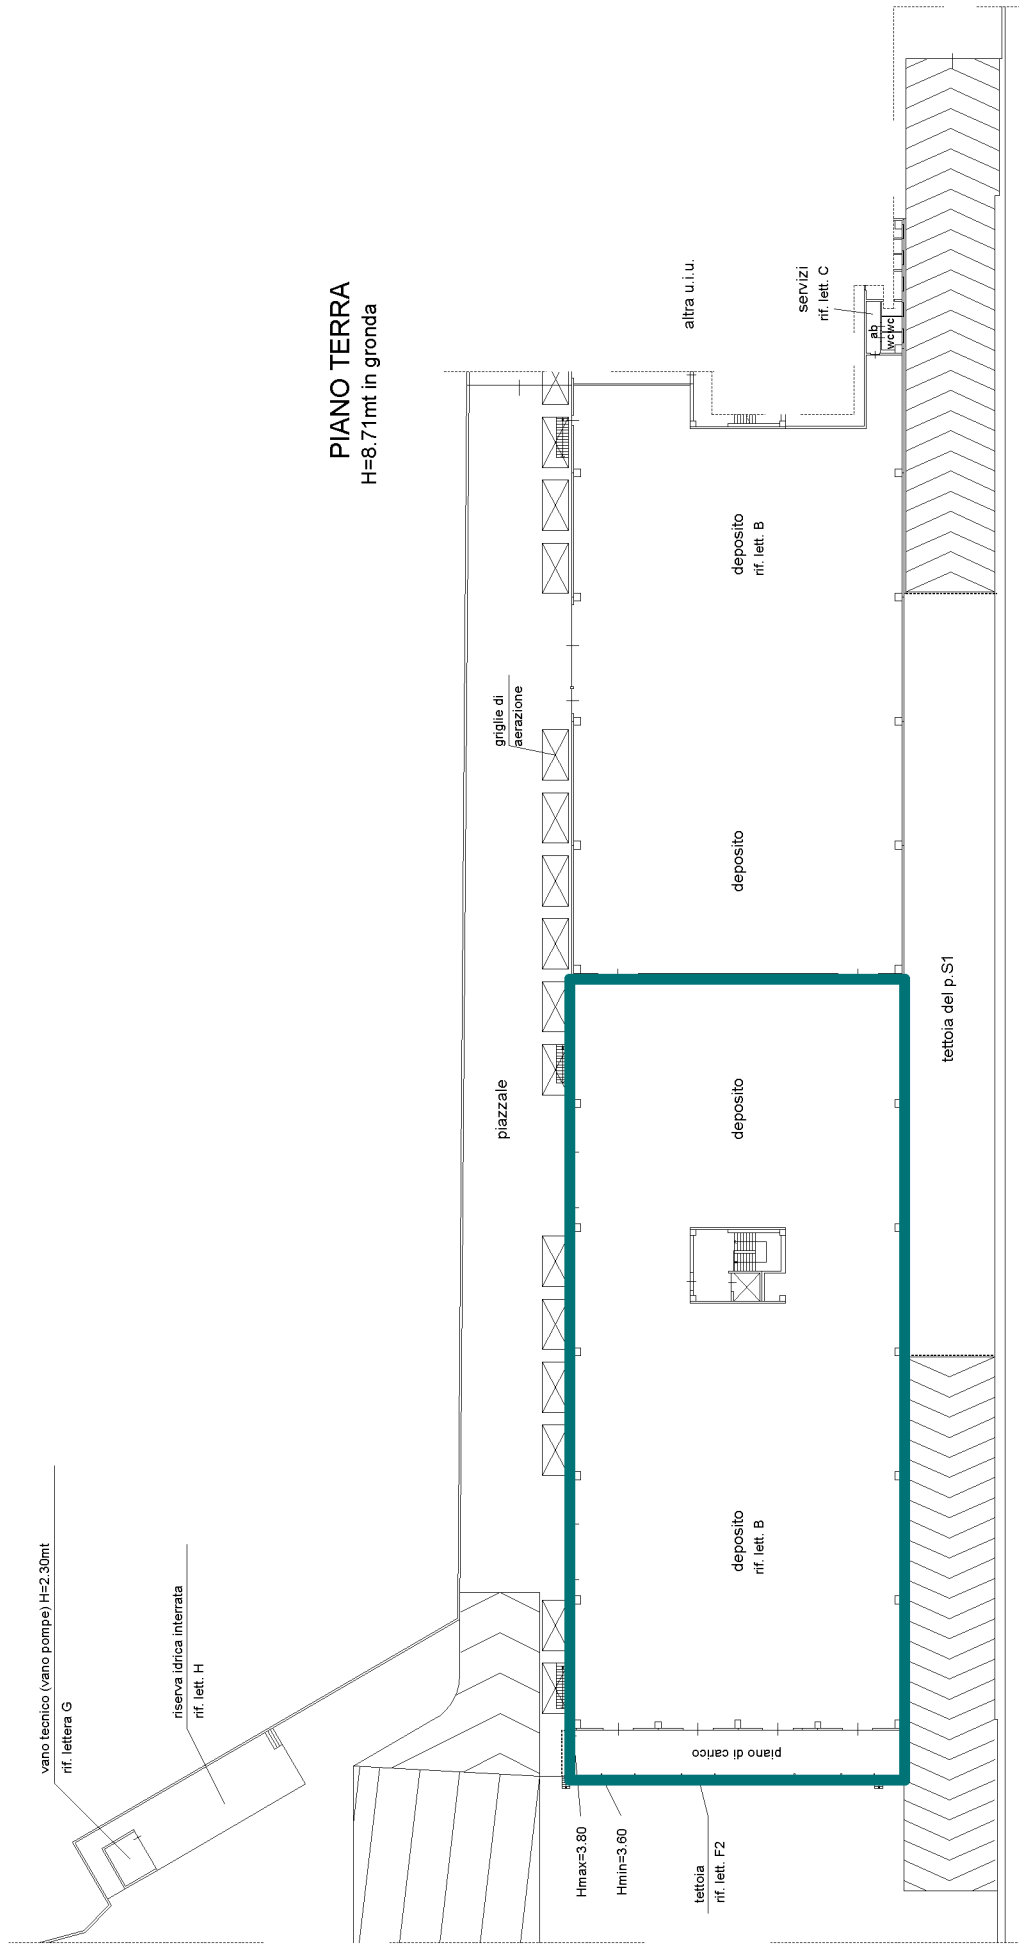 PIANO TERRA
H=8.71mt in gronda
altra u.i.u.
servizi
rif. lett. C
ab
wc
wc
deposito
rif. lett. B
griglie di
aerazione
deposito
tettoia del p.S1
piazzale
deposito
deposito
rif. lett. B
piano di carico
vano tecnico (vano pompe) H=2.30mt
rif. lettera G
riserva idrica interrata
rif. lett. H
Hmax=3.80
Hmin=3.60
tettoia
rif. lett. F2